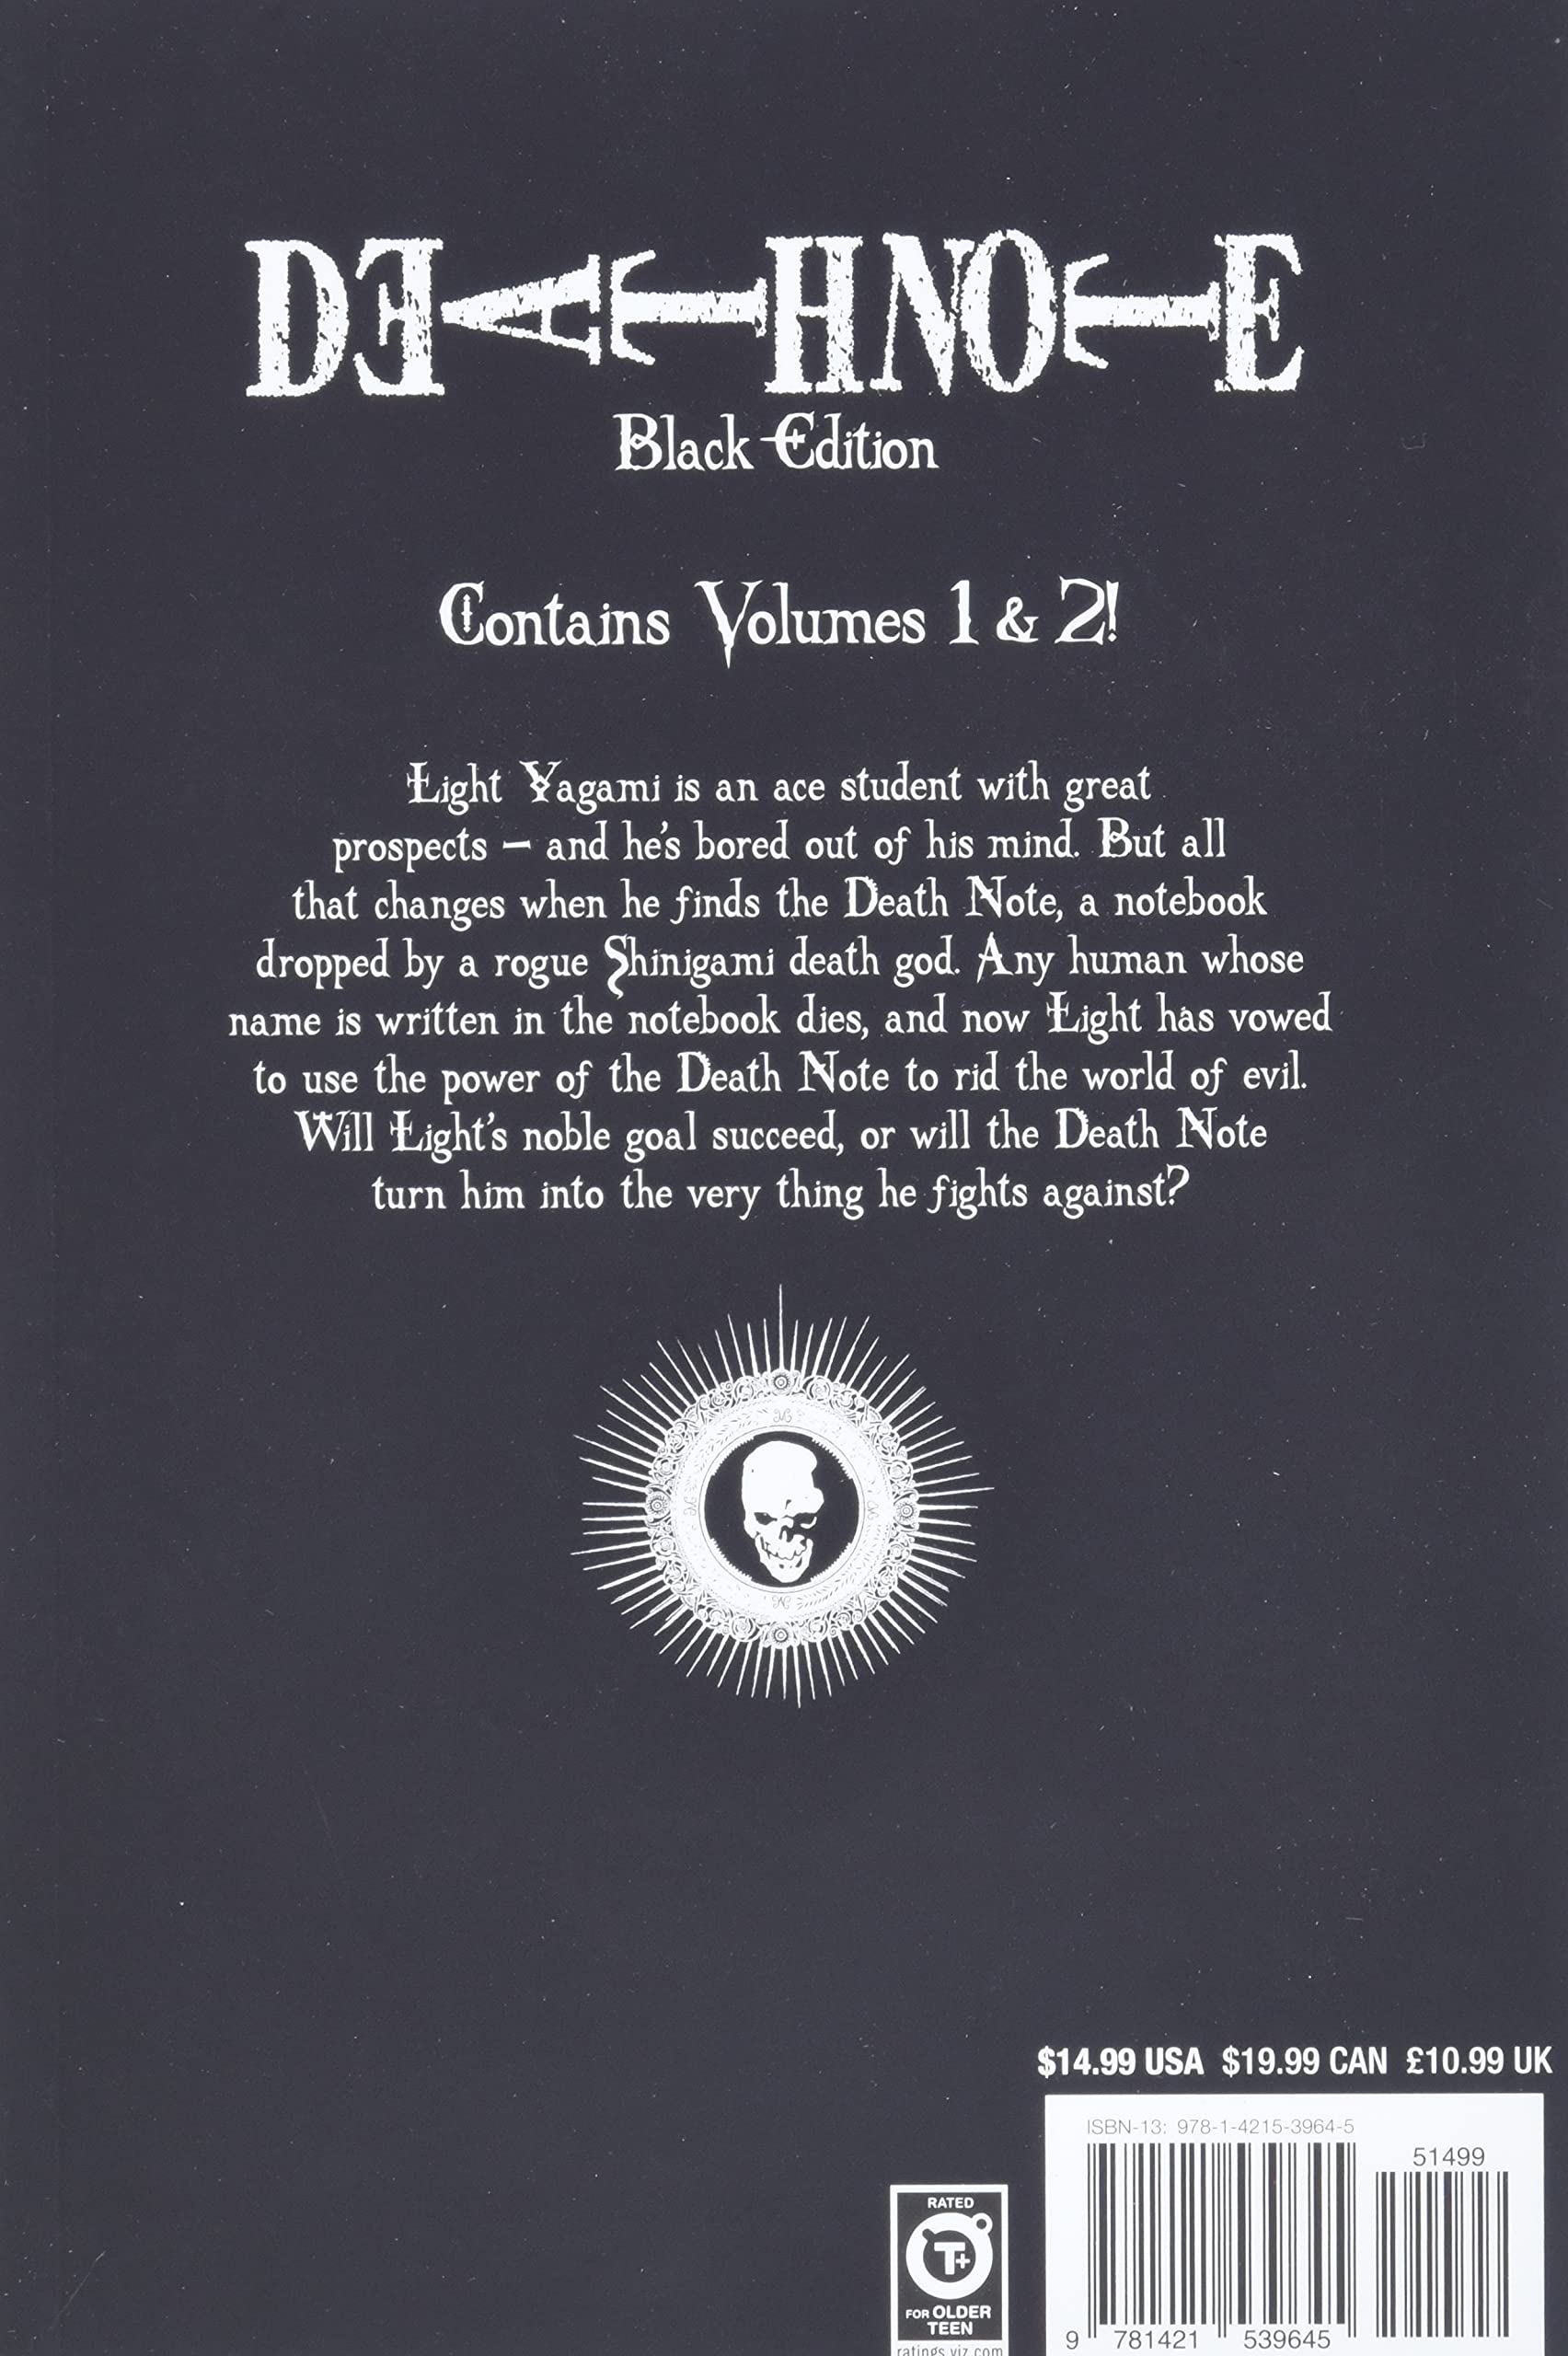 DEATHNOTE
Black Edition
Contains Volumes 1 & 2!
Light Yagami is an ace student with great
prospects – and he's bored out of his mind. But all
that changes when he finds the Death Note, a notebook
dropped by a rogue Shinigami death god. Any human whose
name is written in the notebook dies, and now Light has vowed
to use the power of the Death Note to rid the world of evil.
Will Light's noble goal succeed, or will the Death Note
turn him into the very thing he fights against?
$14.99 USA $19.99 CAN £10.99 UK
ISBN-13: 978-1-4215-3964-5
51499
9 781421 539645
RATED
T+
FOR OLDER
TEEN
ratings.viz.com